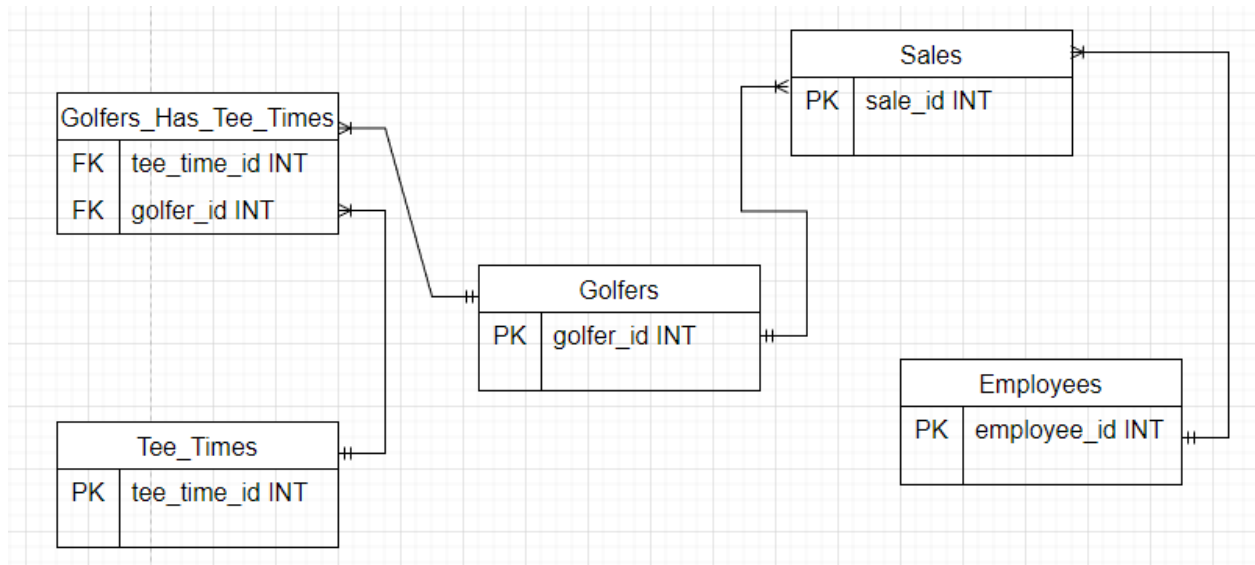 Golfers_Has_Tee_Times
FK tee_time_id INT
FK golfer_id INT
Tee_Times
PK tee_time_id INT
Golfers
PK golfer_id INT
Sales
PK sale_id INT
Employees
PK employee_id INT